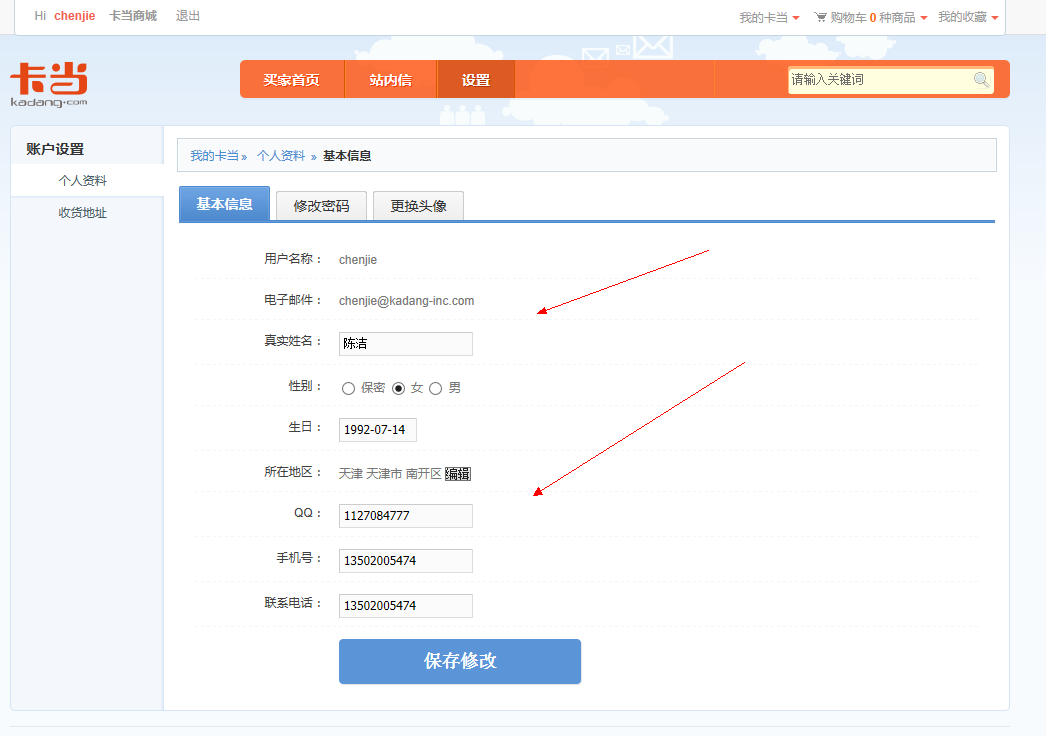 Hi chenjie 卡当商城 退出 我的卡当 购物车 0 种商品 我的收藏
卡当
kadang.com
买家首页 站内信 设置 请输入关键词
账户设置
个人资料
收货地址
我的卡当» 个人资料 » 基本信息
基本信息 修改密码 更换头像
用户名称： chenjie
电子邮件： chenjie@kadang-inc.com
真实姓名： 陈洁
性别： 保密 女 男
生日： 1992-07-14
所在地区： 天津 天津市 南开区 编辑
QQ： 1127084777
手机号： 13502005474
联系电话： 13502005474
保存修改